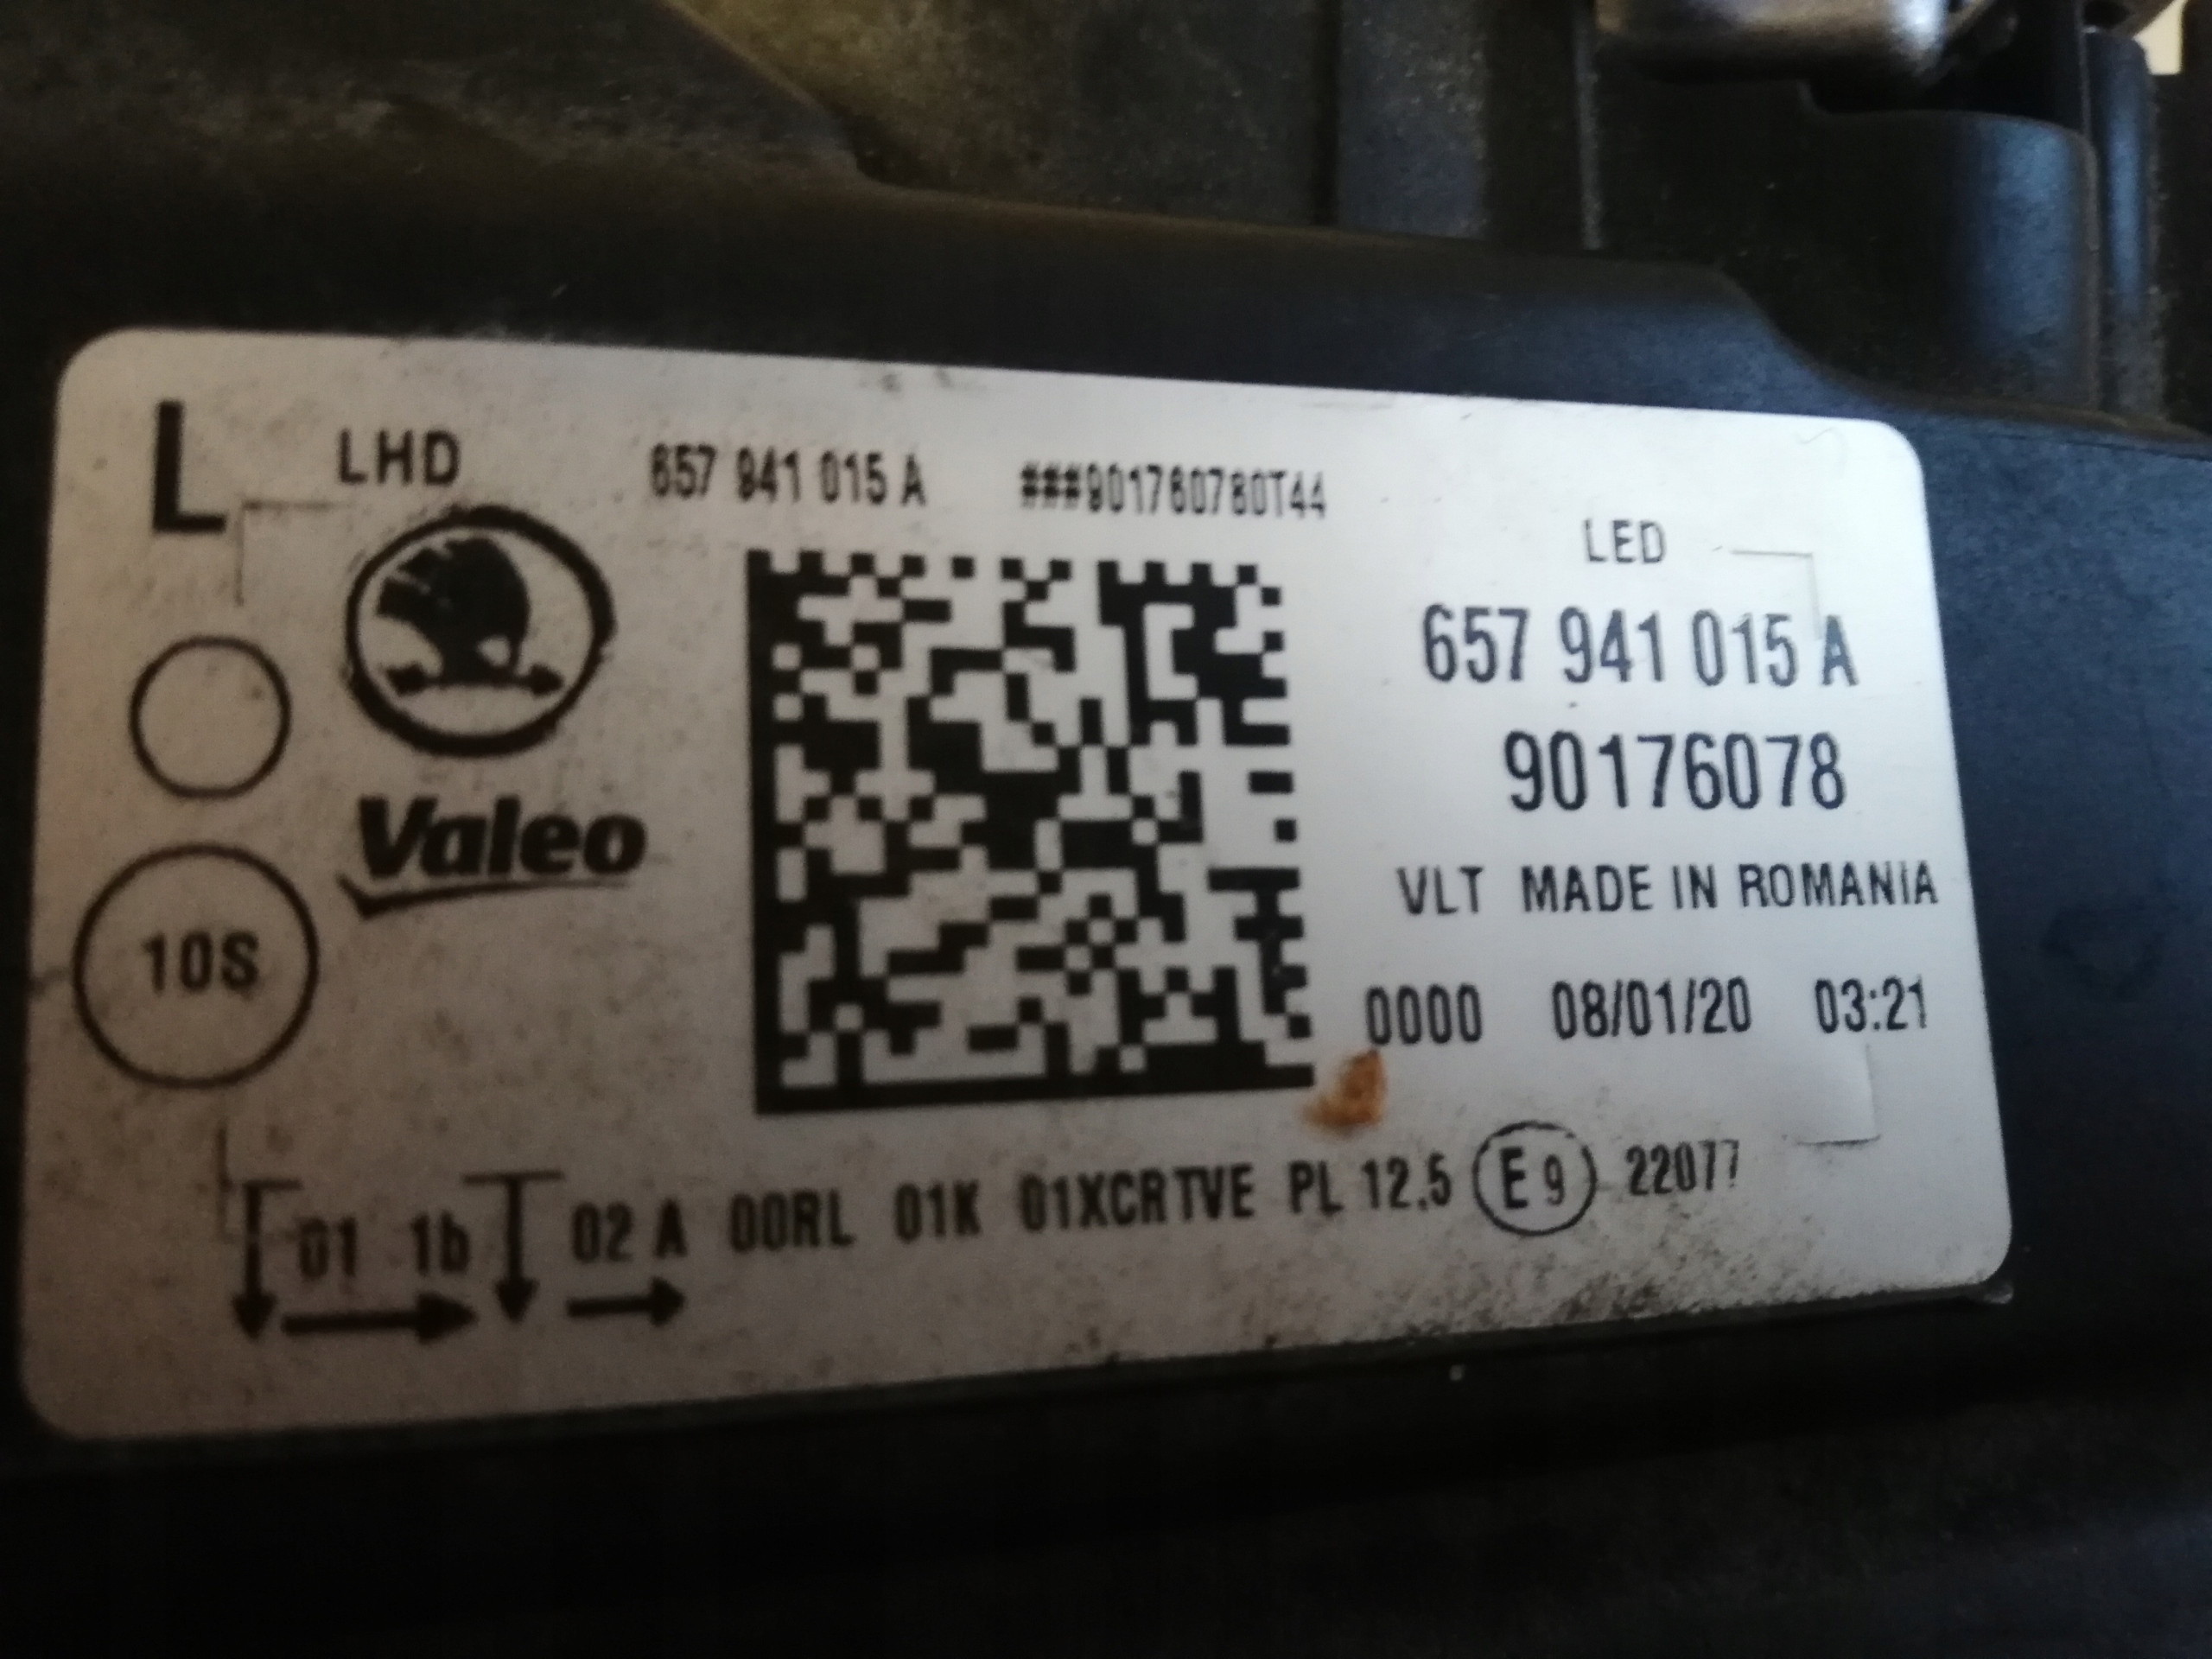 L LHD 657 941 015 A ###901760780T44
LED
657 941 015 A
90176078
Valeo
VLT MADE IN ROMANIA
10S
0000 08/01/20 03:21
01 1b 02 A 00RL 01K 01XCRTVE PL 12.5 E9 22077